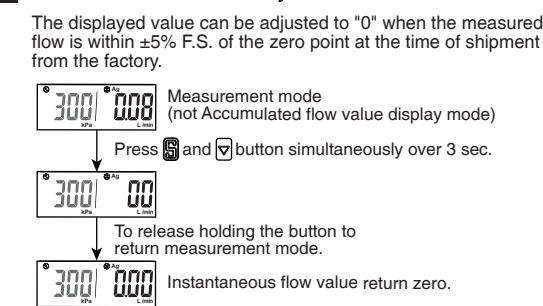 The displayed value can be adjusted to "0" when the measured
flow is within ±5% F.S. of the zero point at the time of shipment
from the factory.
300 kPa Ag 0.08 L /min
Measurement mode
(not Accumulated flow value display mode)
Press S and button simultaneously over 3 sec.
300 kPa Ag 00 L /min
To release holding the button to
return measurement mode.
300 kPa Ag 0.00 L /min
Instantaneous flow value return zero.